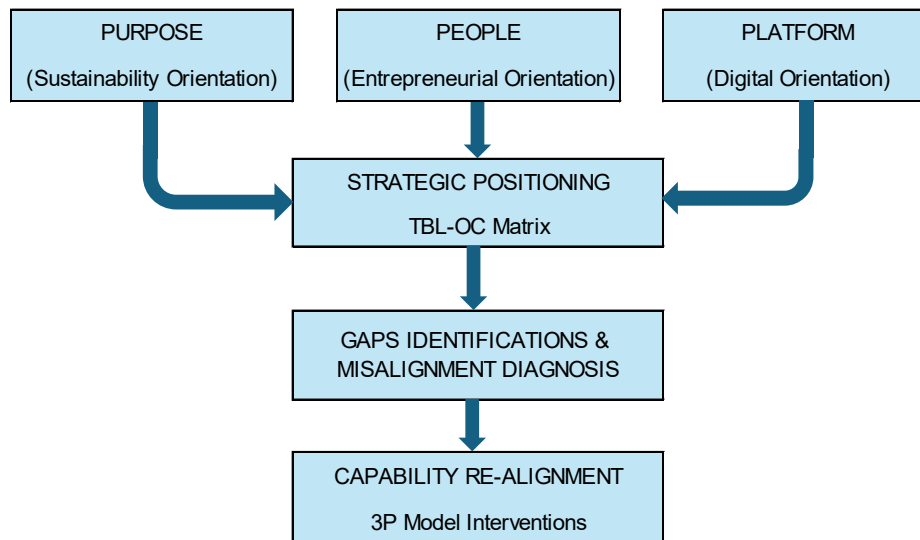 PURPOSE
(Sustainability Orientation)
PEOPLE
(Entrepreneurial Orientation)
PLATFORM
(Digital Orientation)
STRATEGIC POSITIONING
TBL-OC Matrix
GAPS IDENTIFICATIONS &
MISALIGNMENT DIAGNOSIS
CAPABILITY RE-ALIGNMENT
3P Model Interventions